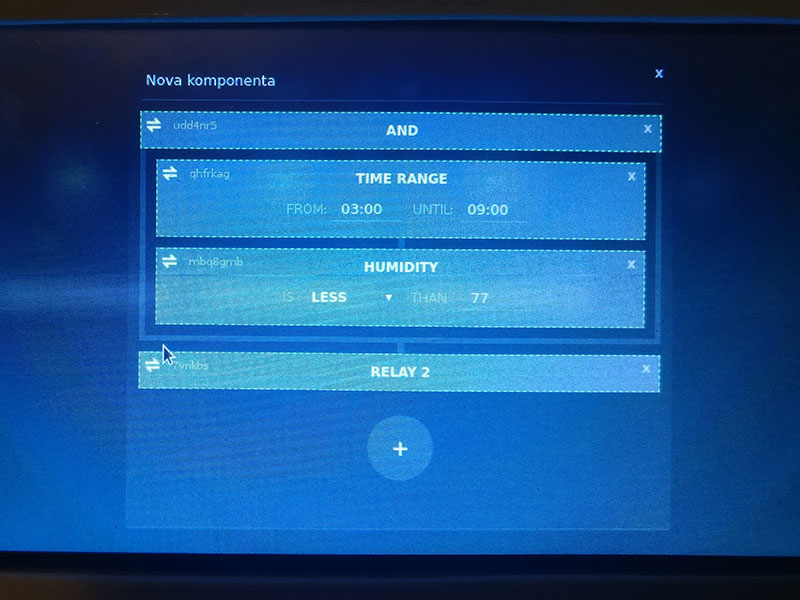 Nova komponenta x
udd4nr5 AND x
qhfrkag TIME RANGE x
FROM: 03:00 UNTIL: 09:00
mbq8gmb HUMIDITY x
IS LESS ▼ THAN 77
RELAY 2 x
+